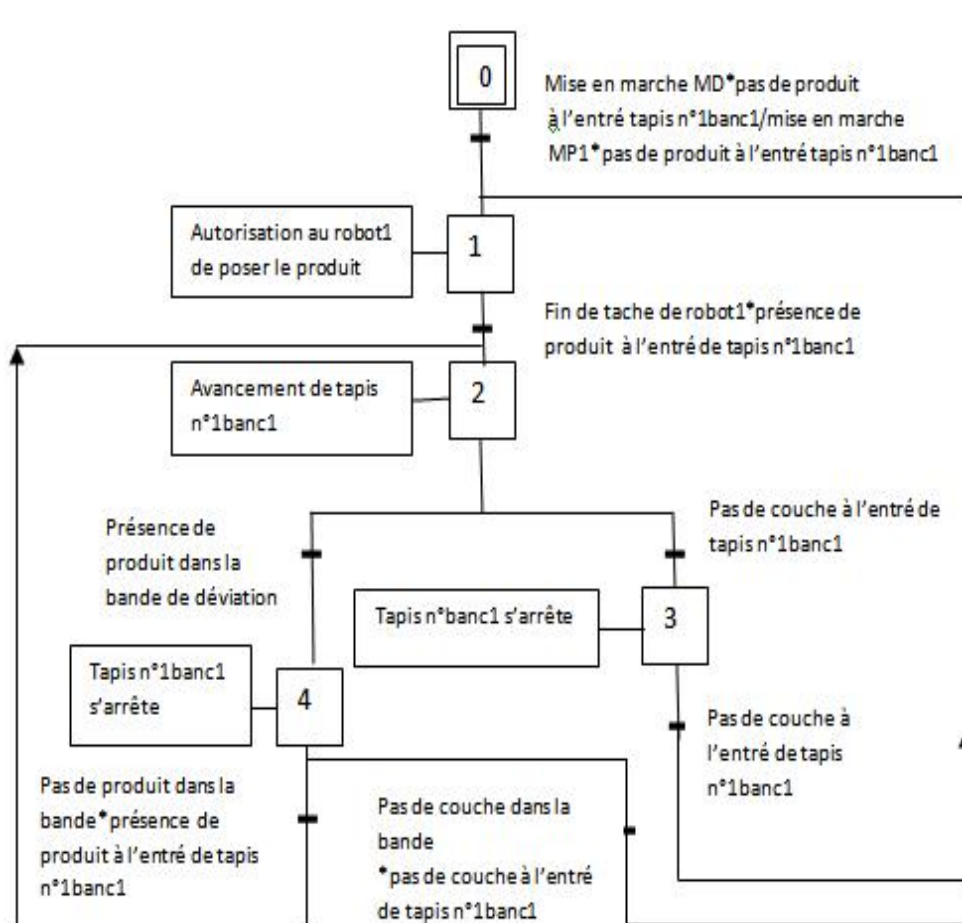 0
Mise en marche MD*pas de produit
à l'entré tapis n°1banc1/mise en marche
MP1*pas de produit à l'entré tapis n°1banc1
Autorisation au robot1
de poser le produit
1
Fin de tache de robot1*présence de
produit à l'entré de tapis n°1banc1
Avancement de tapis
n°1banc1
2
Présence de
produit dans la
bande de déviation
Pas de couche à l'entré de
tapis n°1banc1
Tapis n°banc1 s'arrête
3
Tapis n°1banc1
s'arrête
4
Pas de couche à
l'entré de tapis
n°1banc1
Pas de produit dans la
bande*présence de
produit à l'entré de tapis
n°1banc1
Pas de couche dans la
bande
*pas de couche à l'entré
de tapis n°1banc1